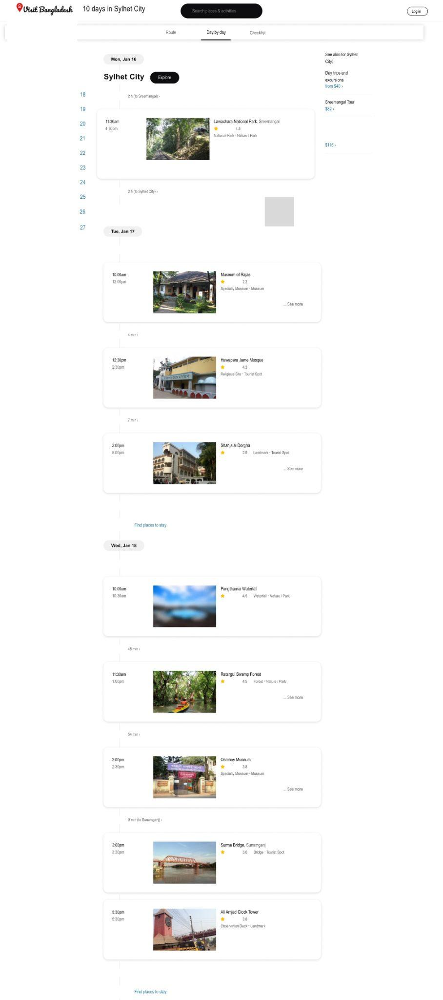 Visit Bangladesh
10 days in Sylhet City
Search places & activities
Log in
Route
Day by day
Checklist
Mon, Jan 16
Sylhet City
Explore
2 h (to Sreemangal) ›
18
19
20
21
22
23
24
25
26
27
11:30am
4:30pm
Lawachara National Park, Sreemangal
4.5
National Park · Nature / Park
2 h (to Sylhet City) ›
See also for Sylhet
City:
Day trips and
excursions
from $40 ›
Sreemangal Tour
$82 ›
$115 ›
Tue, Jan 17
10:00am
12:00pm
Museum of Rajas
2.2
Specialty Museum · Museum
... See more
4 min ›
12:30pm
2:30pm
Hawapara Jame Mosque
4.3
Religious Site · Tourist Spot
7 min ›
3:00pm
5:00pm
Shahjalal Dorgha
2.9 Landmark · Tourist Spot
... See more
Find places to stay
Wed, Jan 18
10:00am
10:30am
Pangthumai Waterfall
4.5 Waterfall · Nature / Park
48 min ›
11:30am
1:00pm
Ratargul Swamp Forest
4.5 Forest · Nature / Park
... See more
54 min ›
2:00pm
2:30pm
Osmany Museum
3.8
Specialty Museum · Museum
... See more
9 min (to Sunamganj) ›
3:00pm
3:30pm
Surma Bridge, Sunamganj
3.0 Bridge · Tourist Spot
3:30pm
5:30pm
Ali Amjad Clock Tower
3.8
Observation Deck · Landmark
Find places to stay